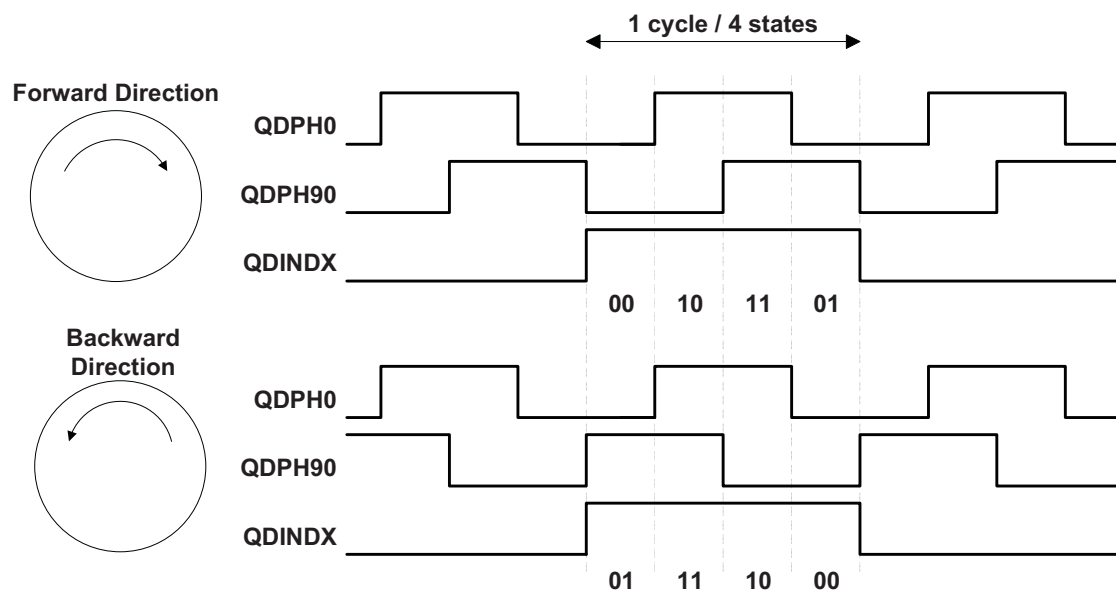 1 cycle / 4 states
Forward Direction
QDPH0
QDPH90
QDINDX
00 10 11 01
Backward
Direction
QDPH0
QDPH90
QDINDX
01 11 10 00